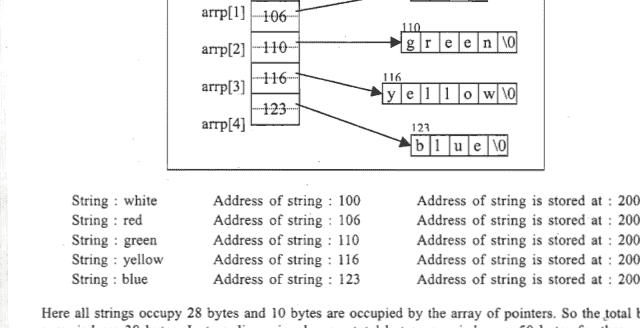 arrp[1] 106
110
arrp[2] 110 g r e e n \0
116
arrp[3] 116 y e l l o w \0
123
arrp[4] 123 b l u e \0
String : white Address of string : 100 Address of string is stored at : 200
String : red Address of string : 106 Address of string is stored at : 200
String : green Address of string : 110 Address of string is stored at : 200
String : yellow Address of string : 116 Address of string is stored at : 200
String : blue Address of string : 123 Address of string is stored at : 200
Here all strings occupy 28 bytes and 10 bytes are occupied by the array of pointers. So the total